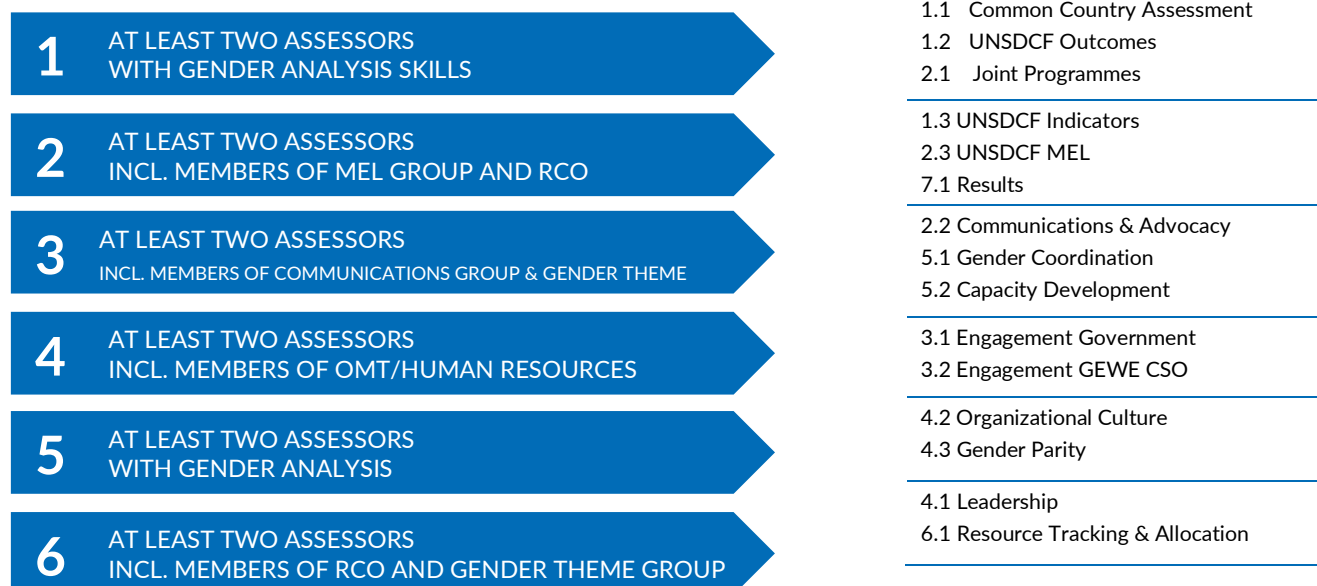 1
AT LEAST TWO ASSESSORS
WITH GENDER ANALYSIS SKILLS
1.1 Common Country Assessment
1.2 UNSDCF Outcomes
2.1 Joint Programmes
2
AT LEAST TWO ASSESSORS
INCL. MEMBERS OF MEL GROUP AND RCO
1.3 UNSDCF Indicators
2.3 UNSDCF MEL
7.1 Results
3
AT LEAST TWO ASSESSORS
INCL. MEMBERS OF COMMUNICATIONS GROUP & GENDER THEME
2.2 Communications & Advocacy
5.1 Gender Coordination
5.2 Capacity Development
4
AT LEAST TWO ASSESSORS
INCL. MEMBERS OF OMT/HUMAN RESOURCES
3.1 Engagement Government
3.2 Engagement GEWE CSO
5
AT LEAST TWO ASSESSORS
WITH GENDER ANALYSIS
4.2 Organizational Culture
4.3 Gender Parity
6
AT LEAST TWO ASSESSORS
INCL. MEMBERS OF RCO AND GENDER THEME GROUP
4.1 Leadership
6.1 Resource Tracking & Allocation